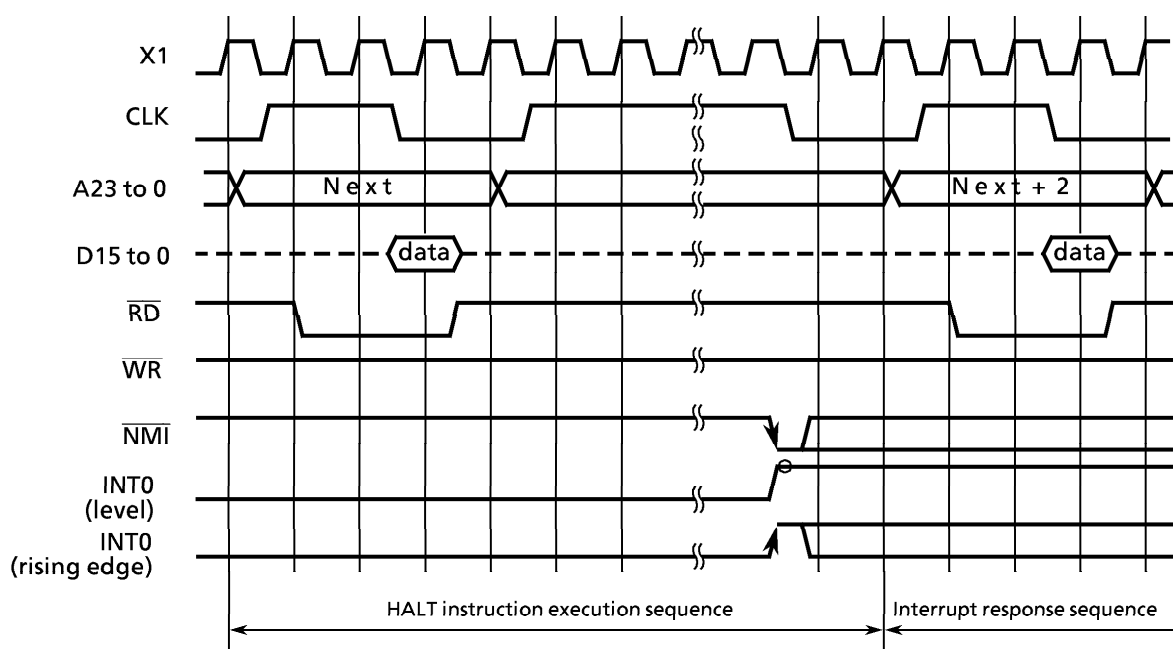 X1
CLK
A23 to 0
Next
Next + 2
D15 to 0
data
data
RD
WR
NMI
INT0
(level)
INT0
(rising edge)
HALT instruction execution sequence
Interrupt response sequence